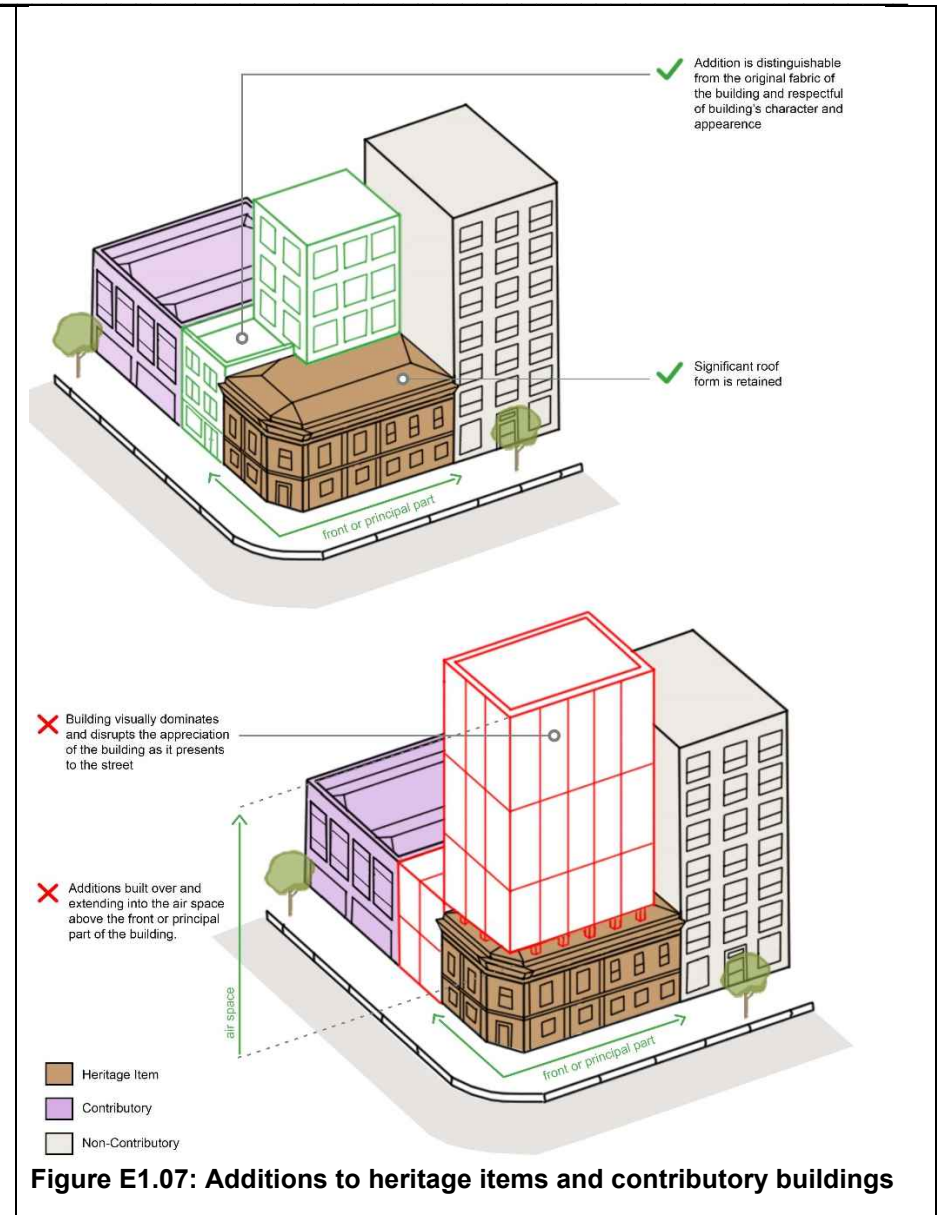 Addition is distinguishable
from the original fabric of
the building and respectful
of building's character and
appearence
Significant roof
form is retained
front or principal part
Building visually dominates
and disrupts the appreciation
of the building as it presents
to the street
Additions built over and
extending into the air space
above the front or principal
part of the building.
air space
front or principal part
Heritage Item
Contributory
Non-Contributory
Figure E1.07: Additions to heritage items and contributory buildings